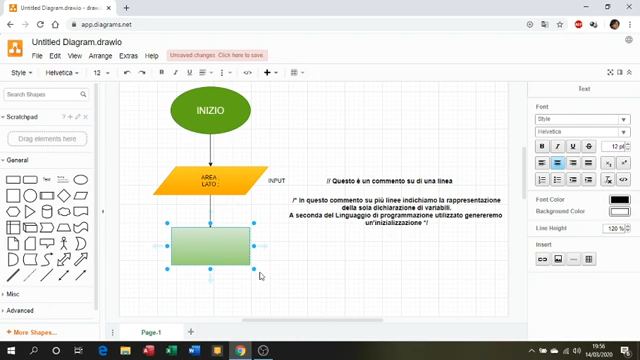 Untitled Diagram.drawio
app.diagrams.net
Untitled Diagram.drawio
File Edit View Arrange Extras Help
Unsaved changes. Click here to save.
Style Helvetica 12
B I U
Search Shapes
Scratchpad
Drag elements here
General
Misc
Advanced
+ More Shapes...
INIZIO
AREA ;
LATO ;
INPUT
// Questo è un commento su di una linea
/* In questo commento su più linee indichiamo la rappresentazione
della sola dichlarazione di variabili.
A seconda del Linguaggio di programmazione utilizzato genereremo
un'inizializzazione */
Text
Font
Style
Helvetica
B I U
12 pt
Font Color
Background Color
Line Height
120 %
Insert
Page-1
19:56
14/03/2020